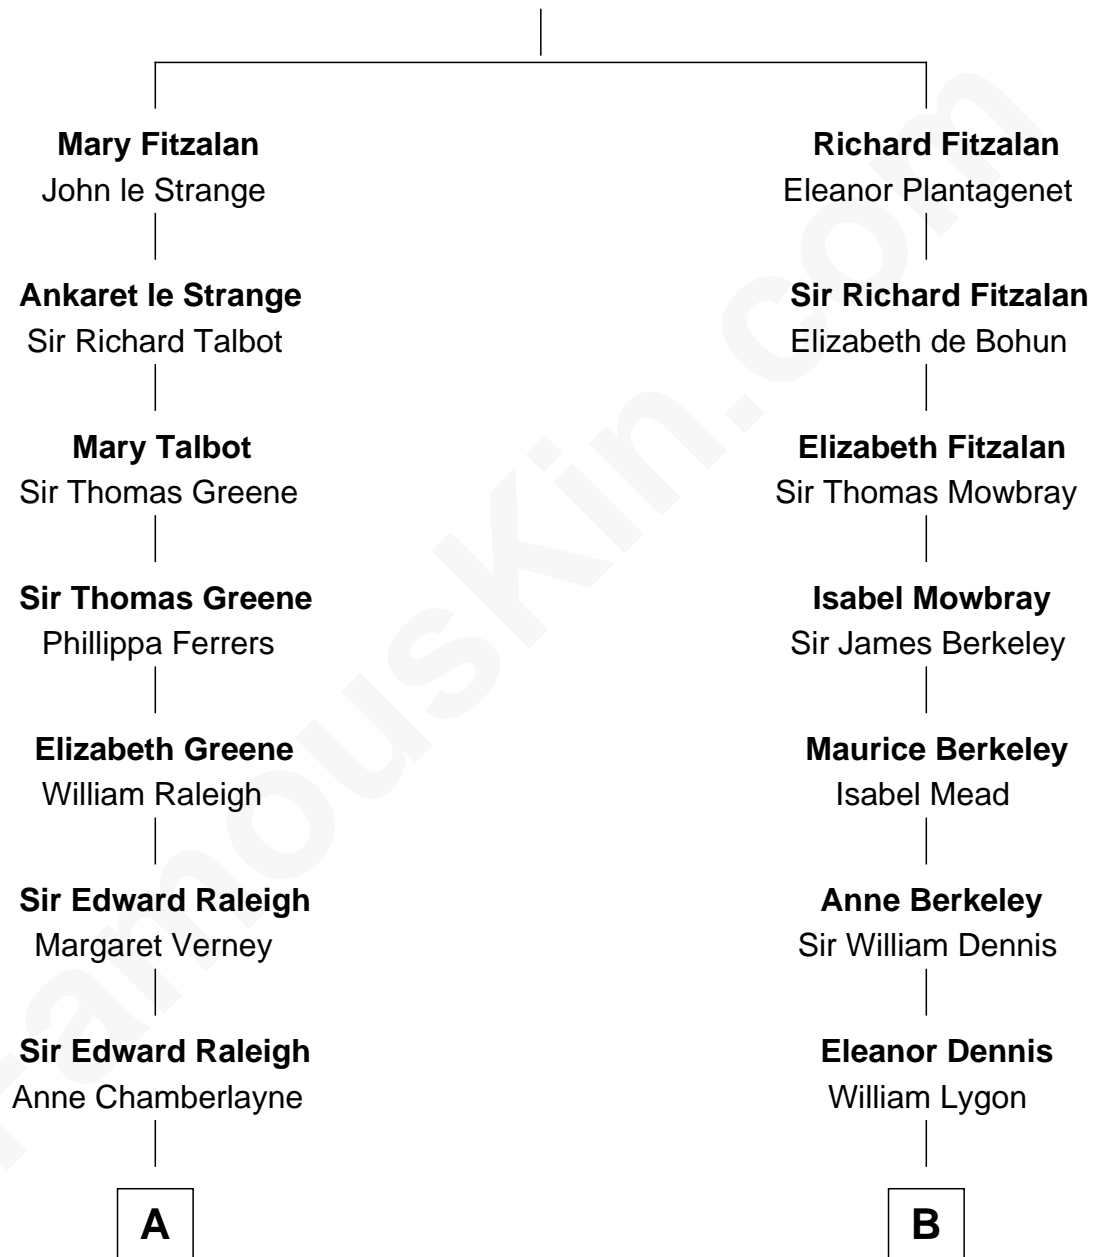 Mary Fitzalan
John le Strange
Ankaret le Strange
Sir Richard Talbot
Mary Talbot
Sir Thomas Greene
Sir Thomas Greene
Phillippa Ferrers
Elizabeth Greene
William Raleigh
Sir Edward Raleigh
Margaret Verney
Sir Edward Raleigh
Anne Chamberlayne
A
Richard Fitzalan
Eleanor Plantagenet
Sir Richard Fitzalan
Elizabeth de Bohun
Elizabeth Fitzalan
Sir Thomas Mowbray
Isabel Mowbray
Sir James Berkeley
Maurice Berkeley
Isabel Mead
Anne Berkeley
Sir William Dennis
Eleanor Dennis
William Lygon
B
FamousKin.com